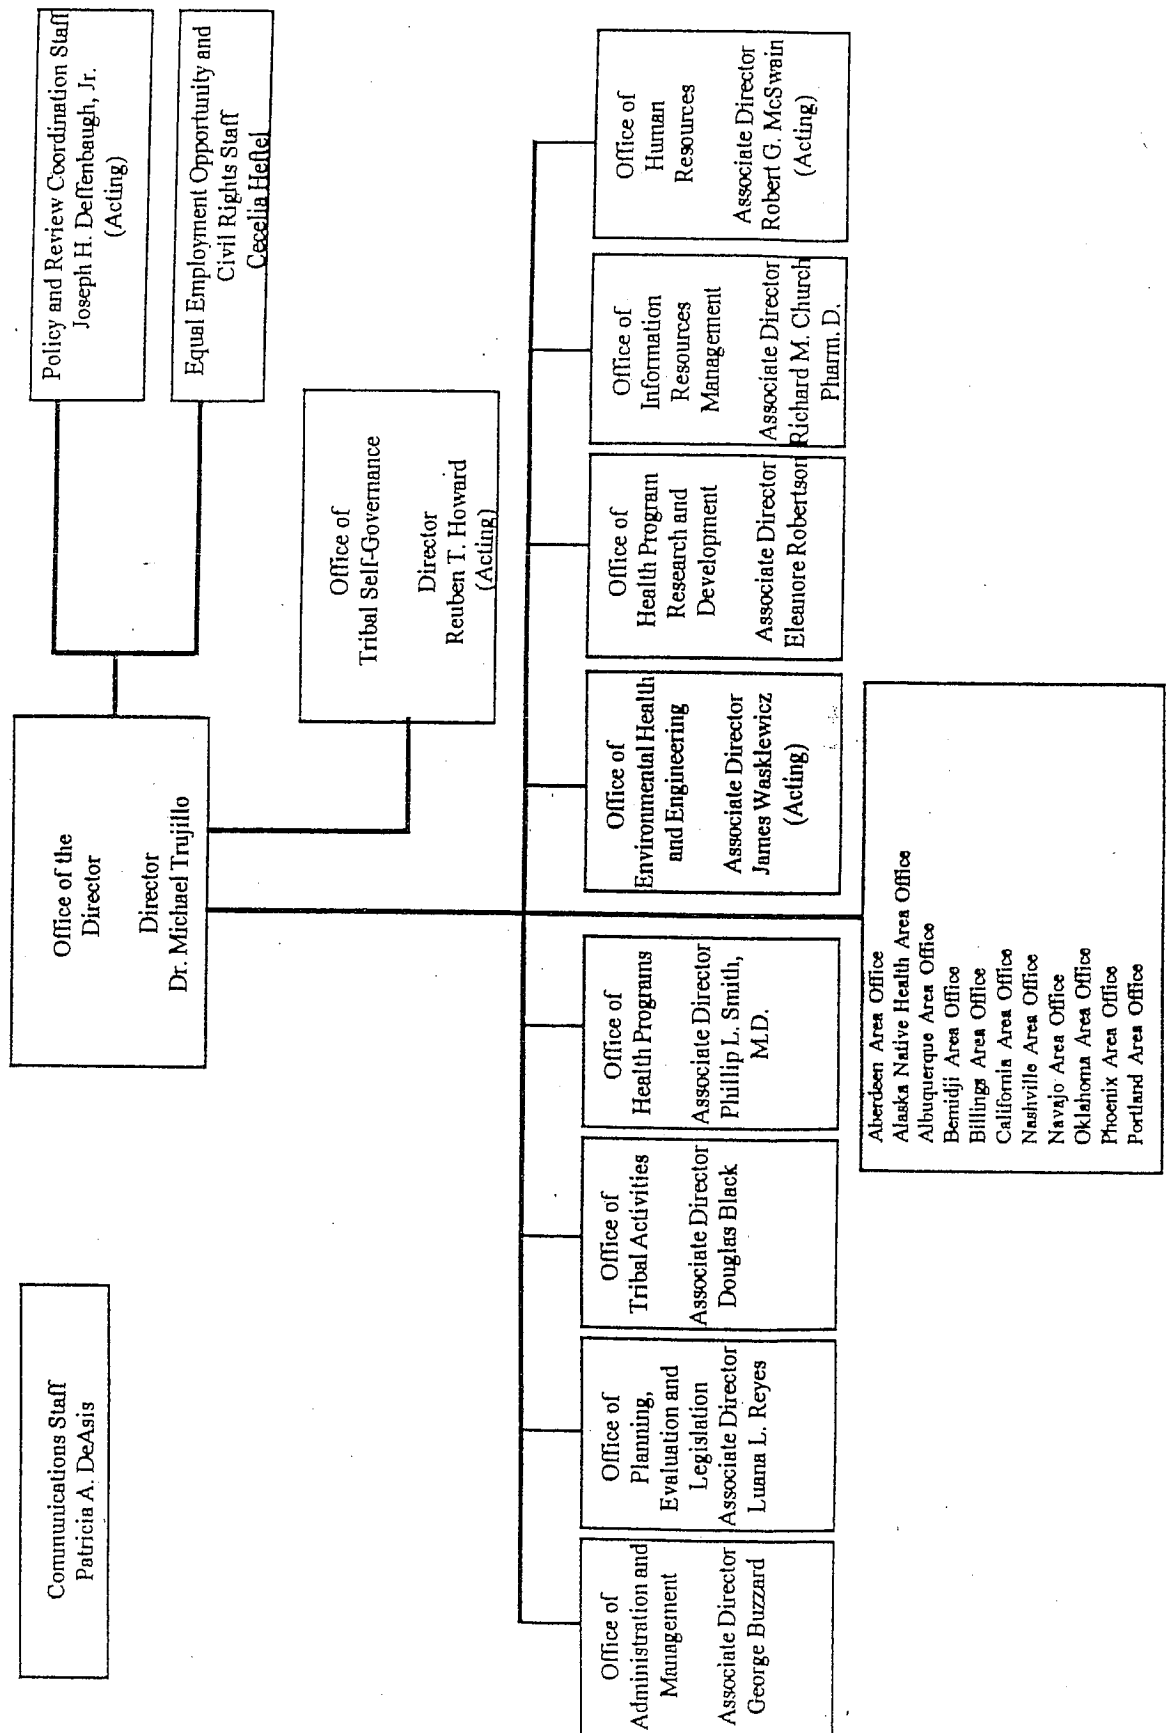 Communications Staff
Patricia A. DeAsis
Office of the
Director
Director
Dr. Michael Trujillo
Policy and Review Coordination Staff
Joseph H. Deffenbaugh, Jr.
(Acting)
Equal Employment Opportunity and
Civil Rights Staff
Cecelia Heftel
Office of
Tribal Self-Governance
Director
Reuben T. Howard
(Acting)
Office of
Administration and
Management
Associate Director
George Buzzard
Office of
Planning,
Evaluation and
Legislation
Associate Director
Luana L. Reyes
Office of
Tribal Activities
Associate Director
Douglas Black
Office of
Health Programs
Associate Director
Phillip L. Smith,
M.D.
Office of
Environmental Health
and Engineering
Associate Director
James Wasklewicz
(Acting)
Office of
Health Program
Research and
Development
Associate Director
Eleanore Robertson
Office of
Information
Resources
Management
Associate Director
Richard M. Church
Pharm. D.
Office of
Human
Resources
Associate Director
Robert G. McSwain
(Acting)
Aberdeen Area Office
Alaska Native Health Area Office
Albuquerque Area Office
Bemidji Area Office
Billings Area Office
California Area Office
Nashville Area Office
Navajo Area Office
Oklahoma Area Office
Phoenix Area Office
Portland Area Office